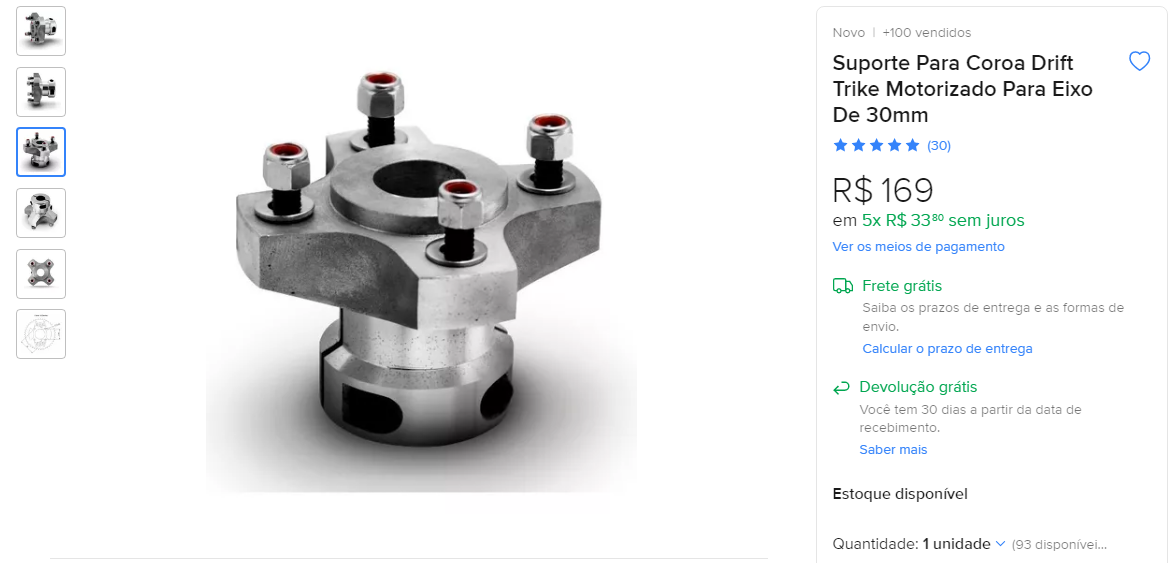 Novo | +100 vendidos
Suporte Para Coroa Drift
Trike Motorizado Para Eixo
De 30mm
(30)
R$ 169
em 5x R$ 33⁸⁰ sem juros
Ver os meios de pagamento
Frete grátis
Saiba os prazos de entrega e as formas de
envio.
Calcular o prazo de entrega
Devolução grátis
Você tem 30 dias a partir da data de
recebimento.
Saber mais
Estoque disponível
Quantidade: 1 unidade (93 disponívei...